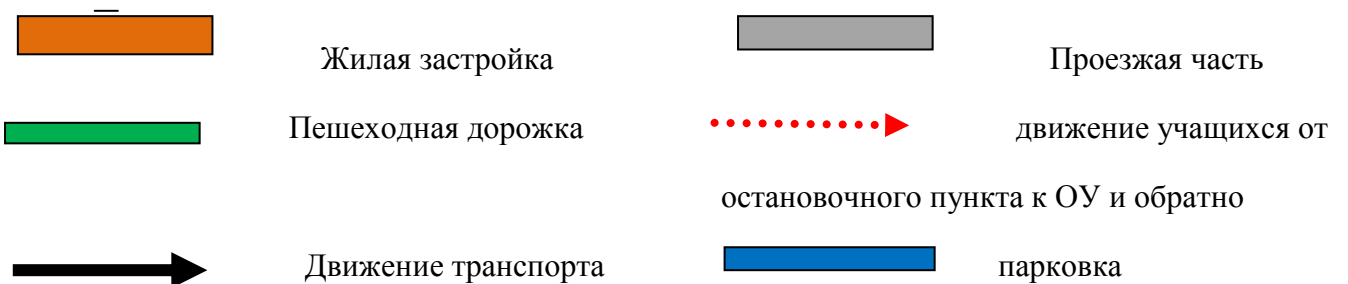 Жилая застройка
Проезжая часть
Пешеходная дорожка
движение учащихся от
остановочного пункта к ОУ и обратно
Движение транспорта
парковка